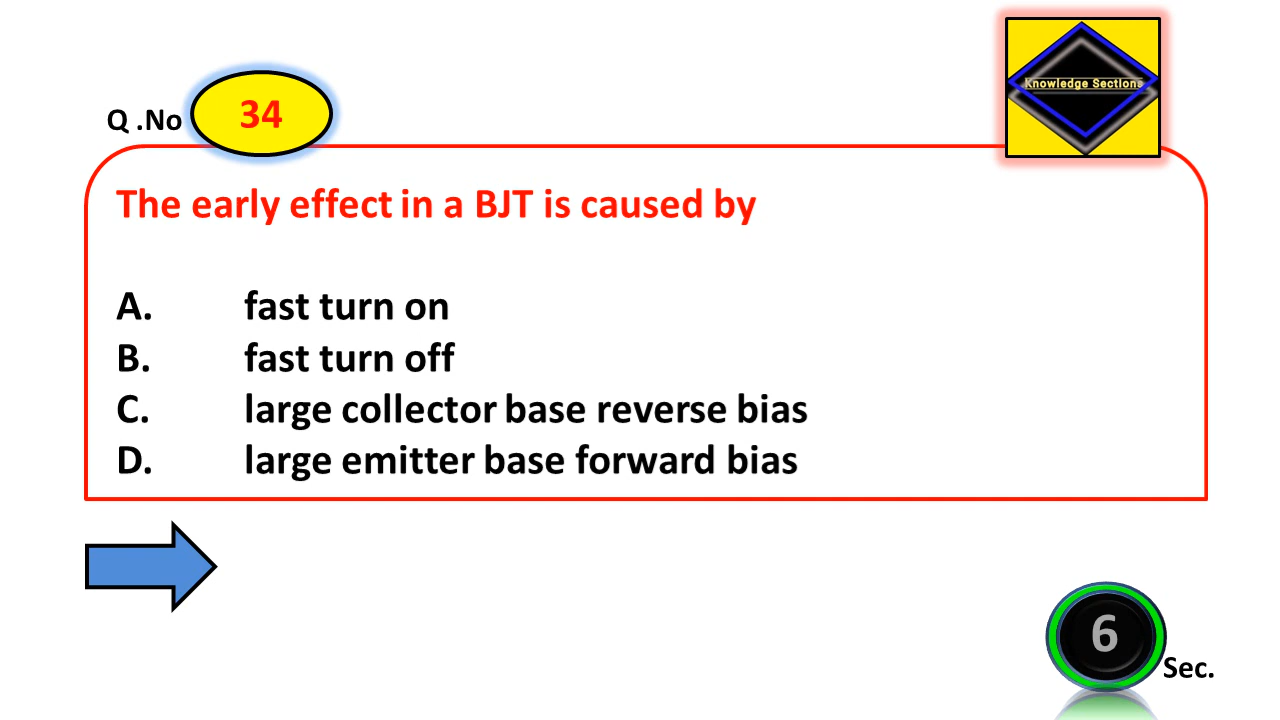 Q .No 34
Knowledge Sections
The early effect in a BJT is caused by
A. fast turn on
B. fast turn off
C. large collector base reverse bias
D. large emitter base forward bias
6
Sec.